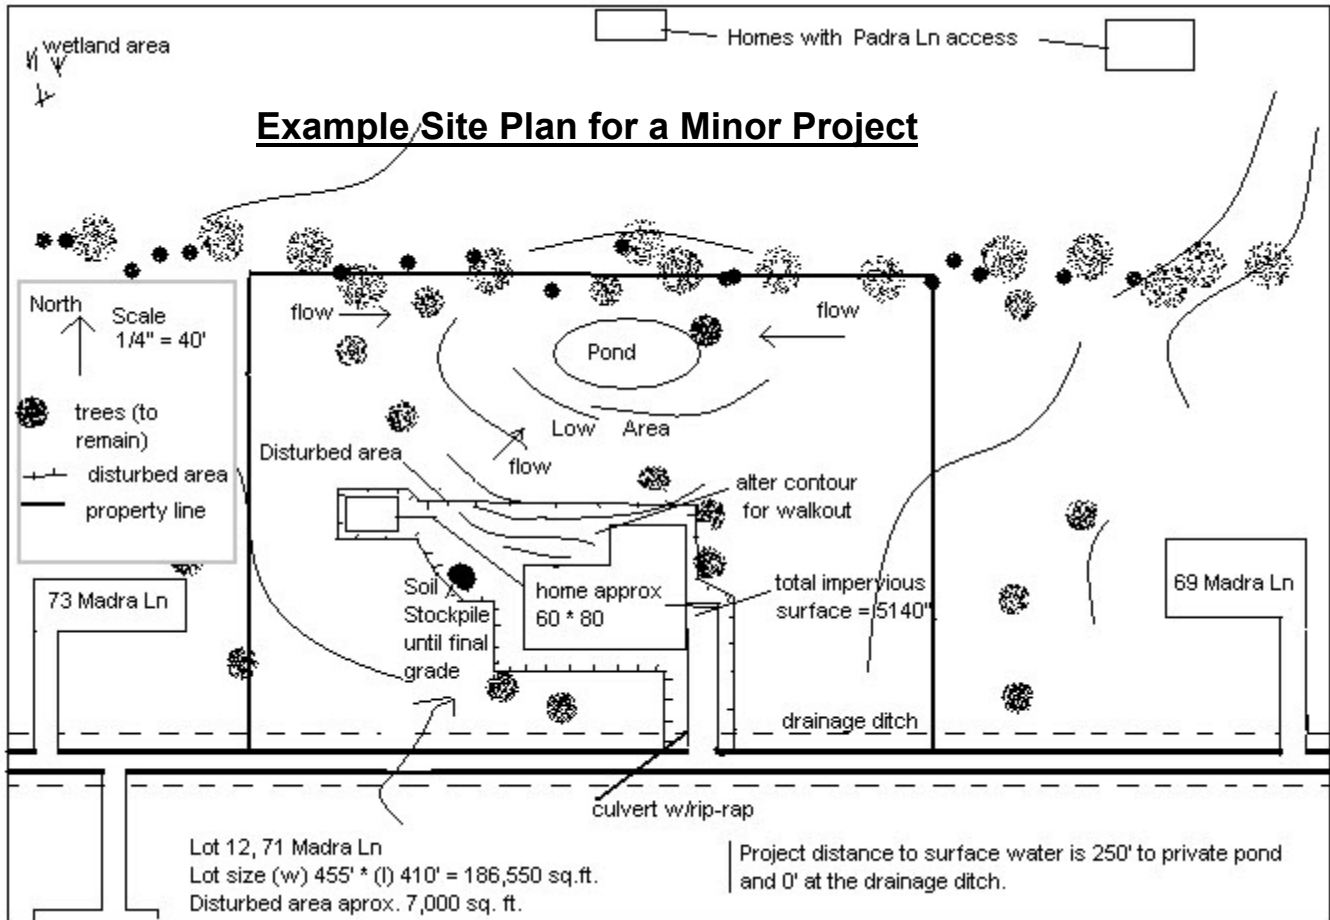 wetland area
Homes with Padra Ln access
Example Site Plan for a Minor Project
North
Scale
1/4" = 40'
trees (to
remain)
disturbed area
property line
flow
flow
Pond
Low Area
flow
Disturbed area
alter contour
for walkout
Soil
Stockpile
until final
grade
home approx
60 * 80
total impervious
surface = 5140"
73 Madra Ln
69 Madra Ln
drainage ditch
culvert w/rip-rap
Lot 12, 71 Madra Ln
Lot size (w) 455' * (l) 410' = 186,550 sq.ft.
Disturbed area aprox. 7,000 sq. ft.
Project distance to surface water is 250' to private pond
and 0' at the drainage ditch.